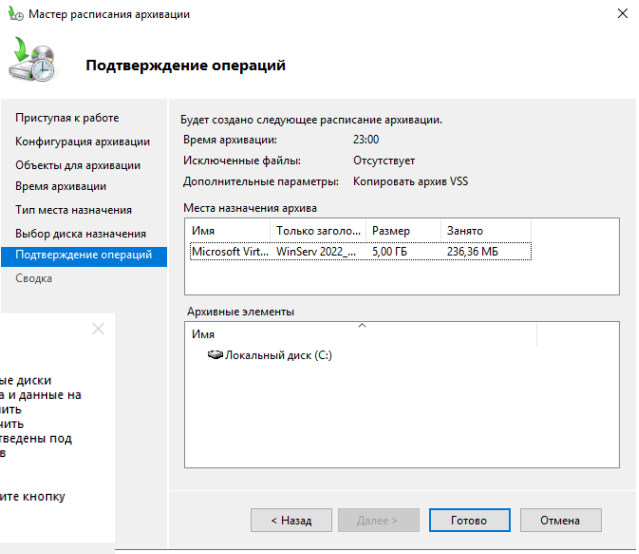 Мастер расписания архивации
Подтверждение операций
Приступая к работе
Конфигурация архивации
Объекты для архивации
Время архивации
Тип места назначения
Выбор диска назначения
Подтверждение операций
Сводка
Будет создано следующее расписание архивации.
Время архивации: 23:00
Исключенные файлы: Отсутствует
Дополнительные параметры: Копировать архив VSS
Места назначения архива
Имя Только заголо... Размер Занято
Microsoft Virt... WinServ 2022_... 5,00 ГБ 236,36 МБ
Архивные элементы
Имя
Локальный диск (C:)
ые диски
а и данные на
ить
чить
тведены под
в
ите кнопку
< Назад Далее > Готово Отмена